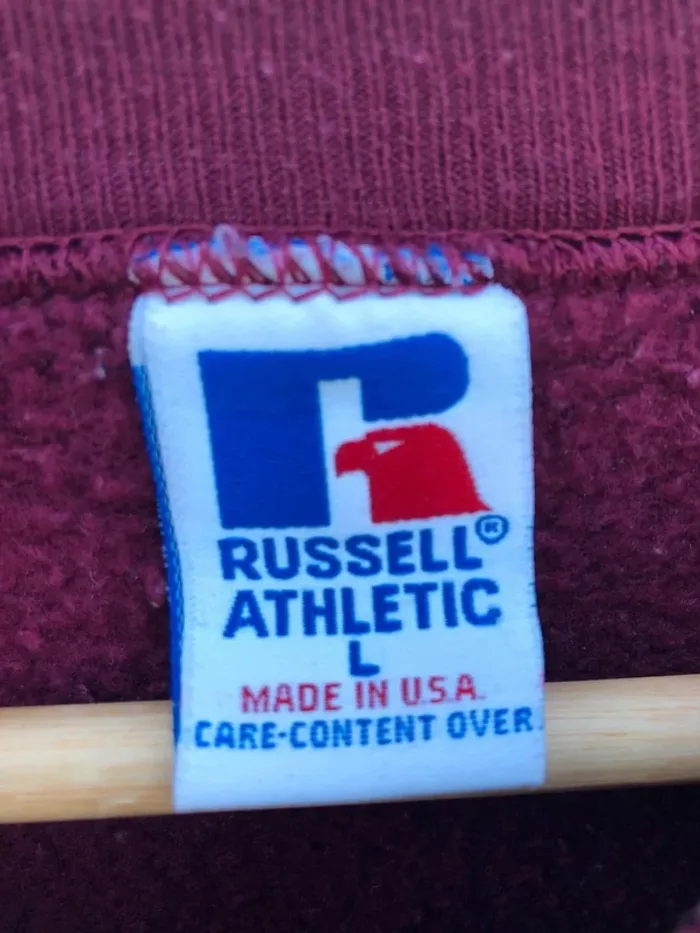 RUSSELL®
ATHLETIC
L
MADE IN U.S.A.
CARE-CONTENT OVER